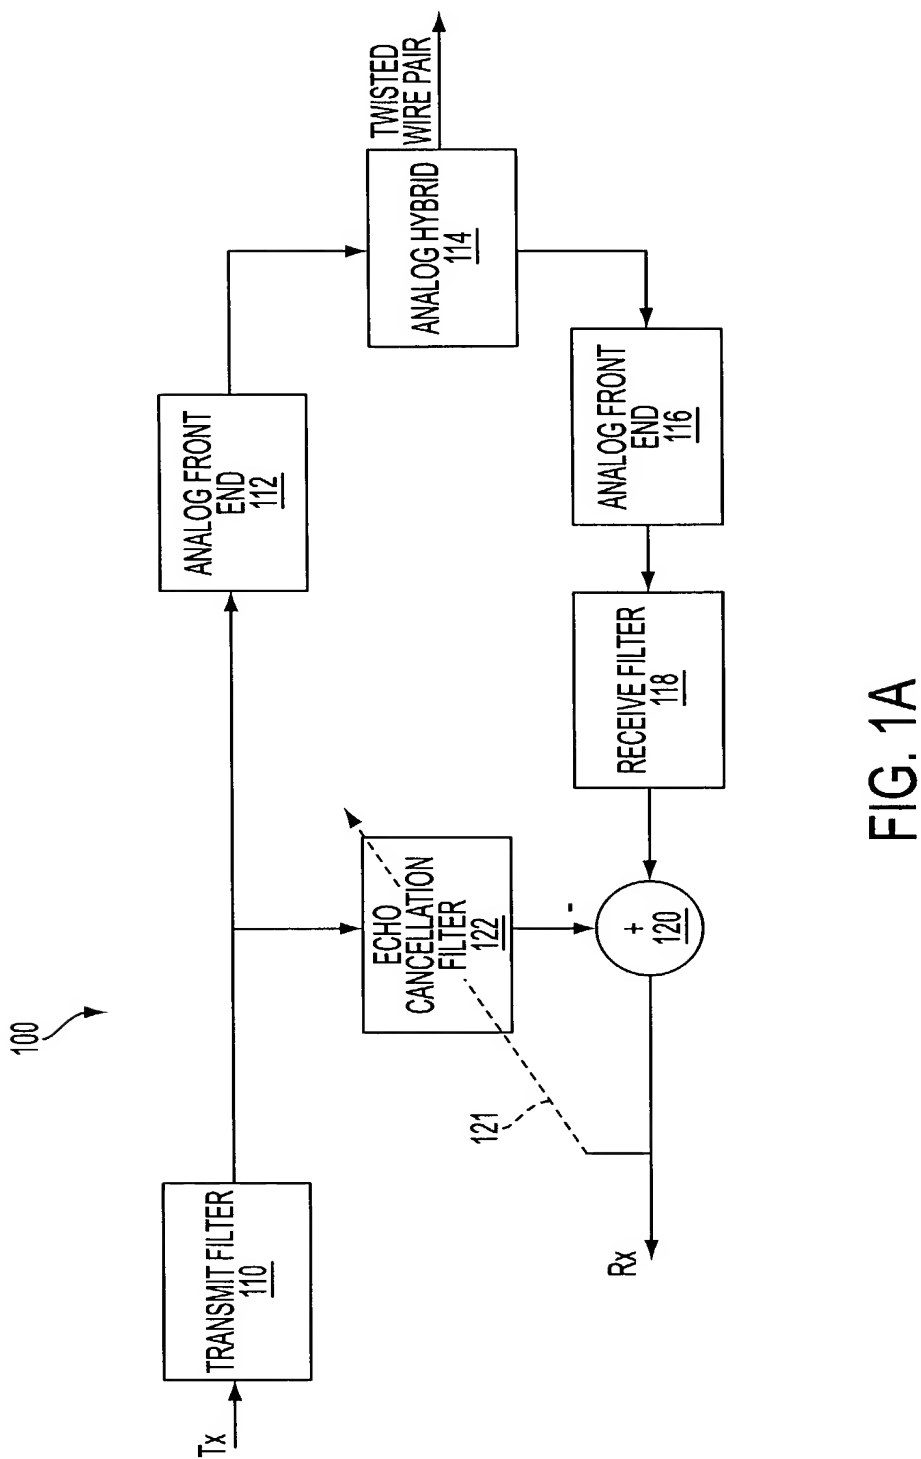 100
Tx
TRANSMIT FILTER
110
ANALOG FRONT
END
112
TWISTED
WIRE PAIR
ANALOG HYBRID
114
ECHO
CANCELLATION
FILTER
122
121
-
ANALOG FRONT
END
116
RECEIVE FILTER
118
+
120
Rx
FIG. 1A